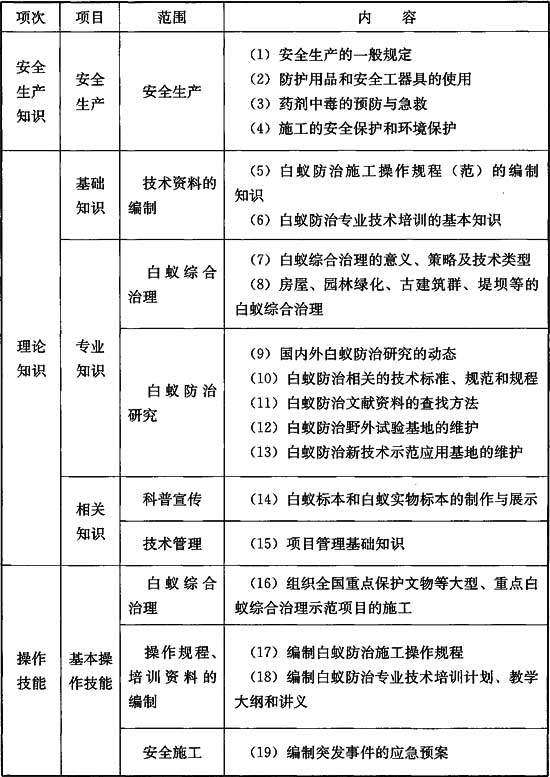 项次 项目 范围 内 容
安全
生产
知识
安全
生产
安全生产
（1）安全生产的一般规定
（2）防护用品和安全工器具的使用
（3）药剂中毒的预防与急救
（4）施工的安全保护和环境保护
理论
知识
基础
知识
技术资料的
编制
（5）白蚁防治施工操作规程（范）的编制
知识
（6）白蚁防治专业技术培训的基本知识
专业
知识
白蚁综合
治理
（7）白蚁综合治理的意义、策略及技术类型
（8）房屋、园林绿化、古建筑群、堤坝等的
白蚁综合治理
白蚁防治
研究
（9）国内外白蚁防治研究的动态
（10）白蚁防治相关的技术标准、规范和规程
（11）白蚁防治文献资料的查找方法
（12）白蚁防治野外试验基地的维护
（13）白蚁防治新技术示范应用基地的维护
相关
知识
科普宣传
（14）白蚁标本和白蚁实物标本的制作与展示
技术管理
（15）项目管理基础知识
操作
技能
基本操
作技能
白蚁综合
治理
（16）组织全国重点保护文物等大型、重点白
蚁综合治理示范项目的施工
操作规程、
培训资料的
编制
（17）编制白蚁防治施工操作规程
（18）编制白蚁防治专业技术培训计划、教学
大纲和讲义
安全施工
（19）编制突发事件的应急预案